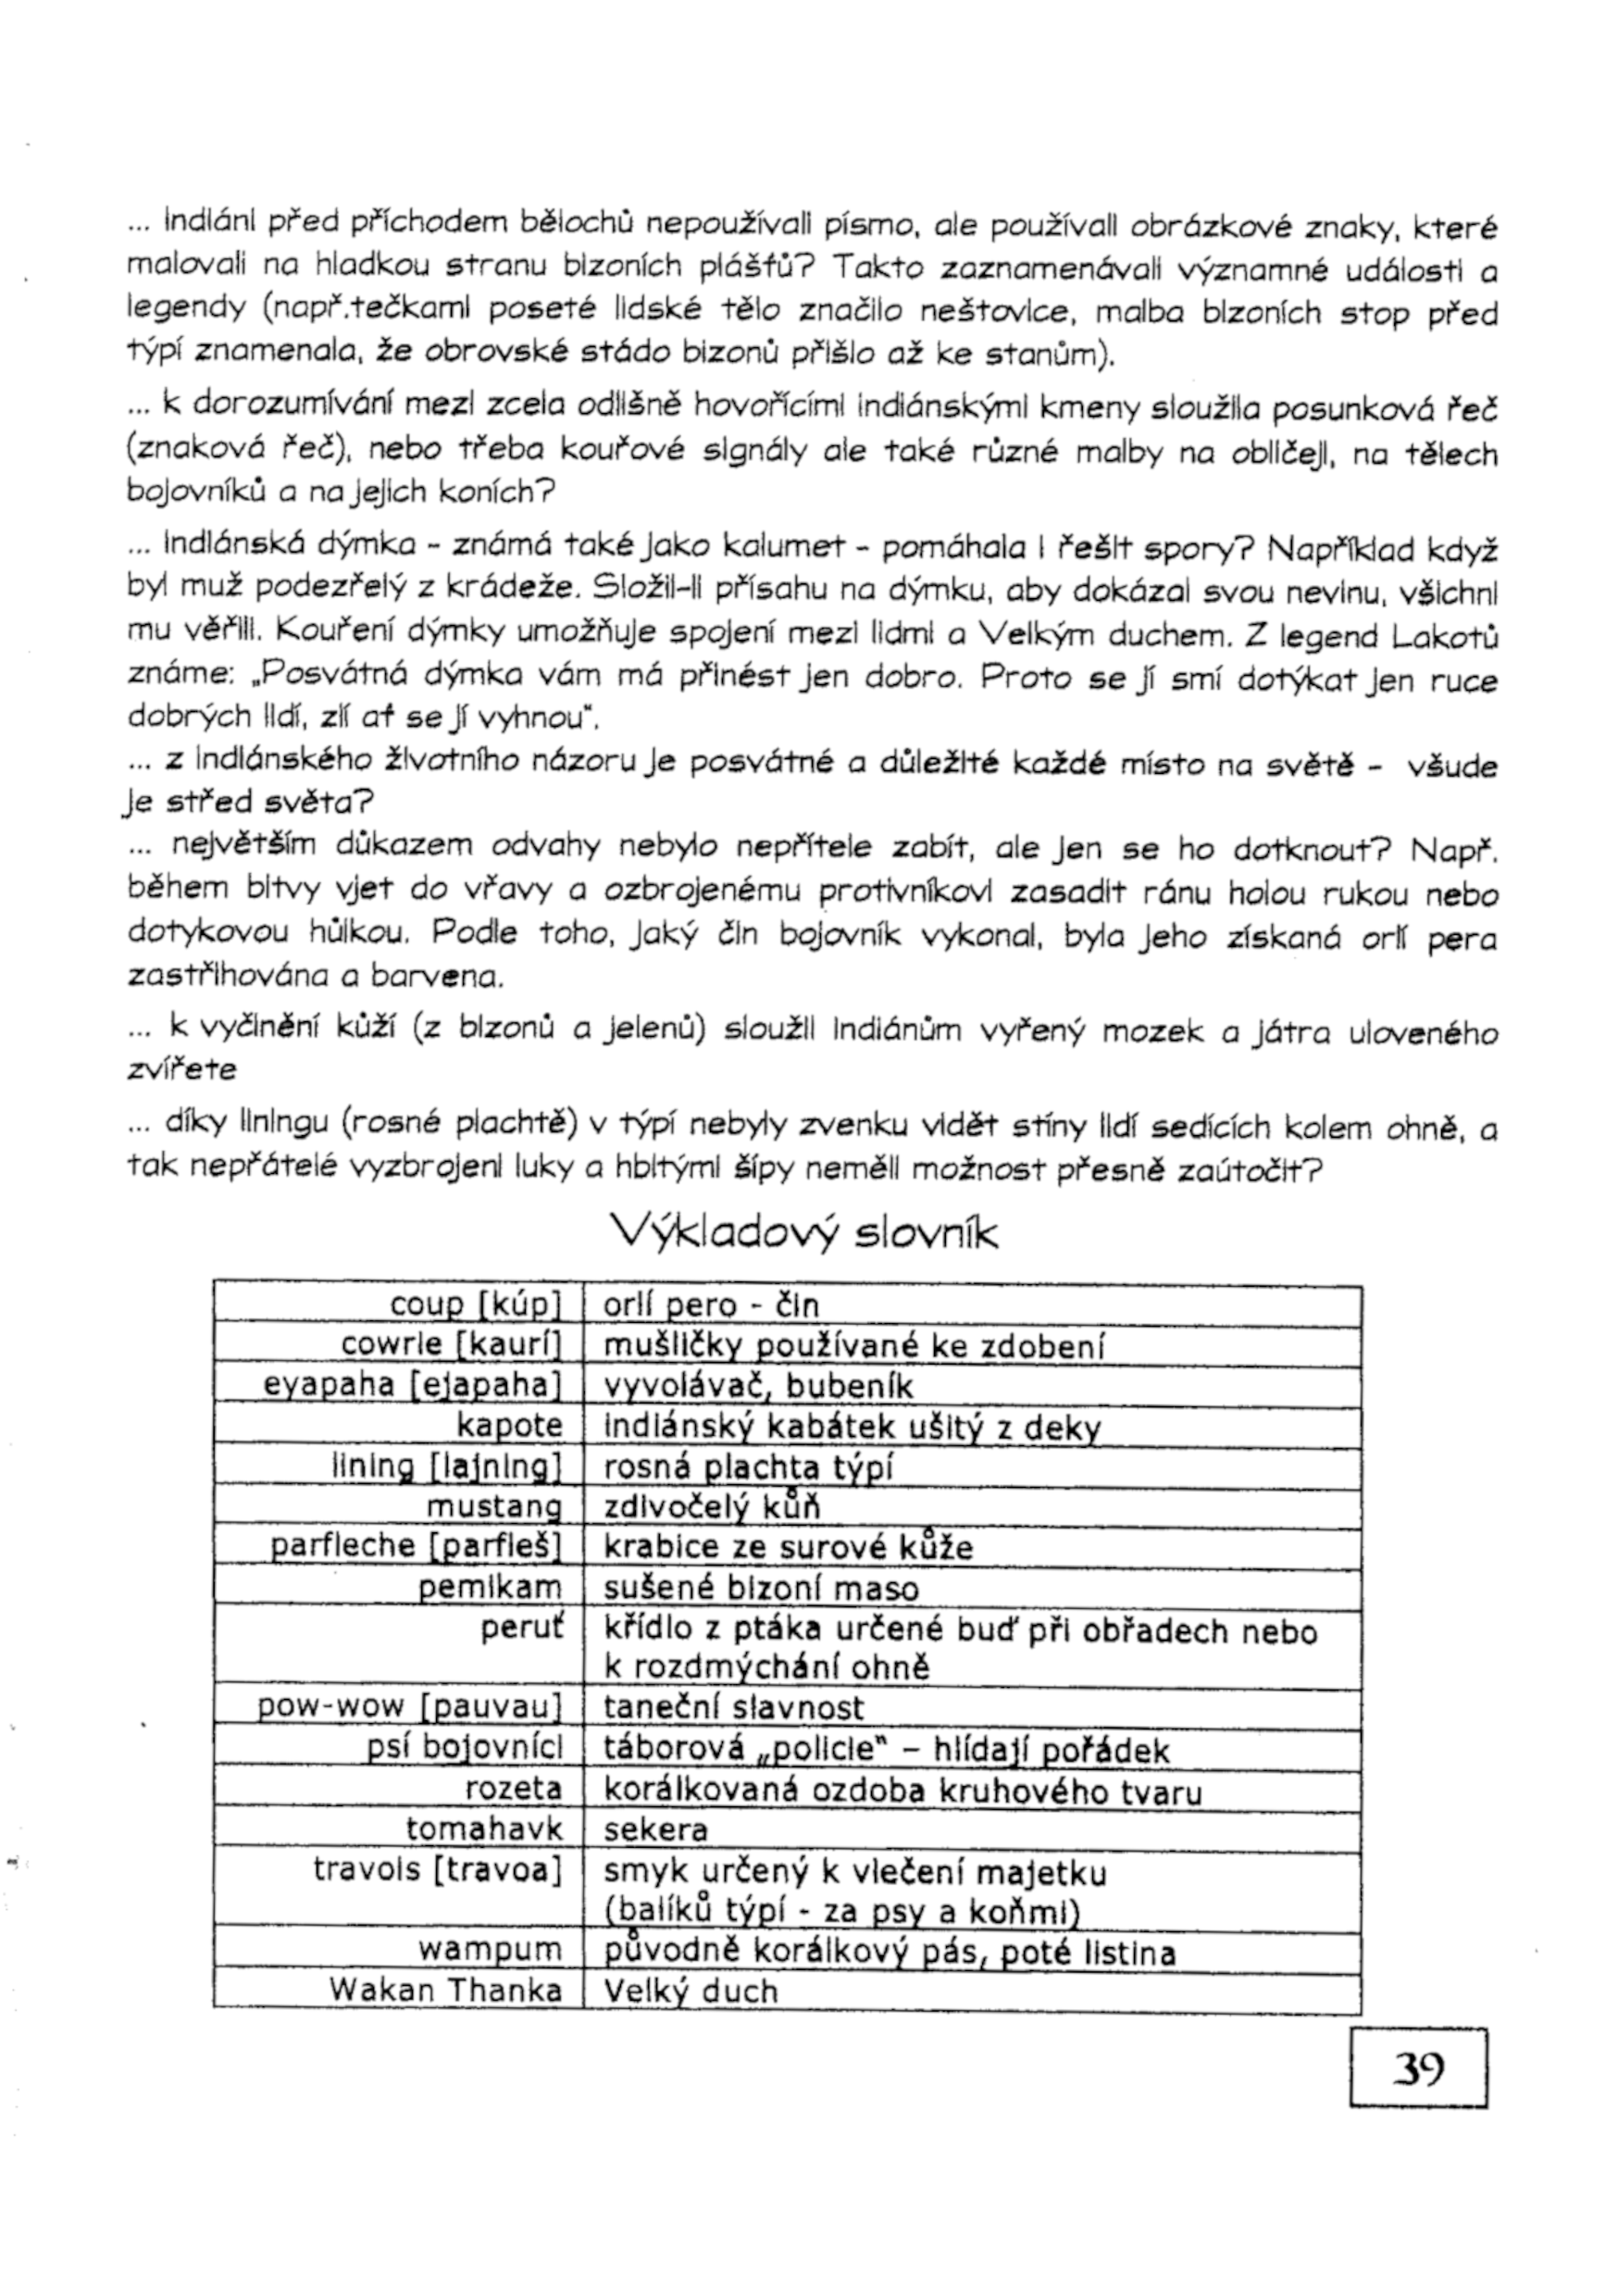 ... indiáni před příchodem bělochů nepoužívali písmo, ale používali obrázkové znaky, které
malovali na hladkou stranu bizoních plášťů? Takto zaznamenávali významné události a
legendy (např.tečkami poseté lidské tělo značilo neštovice, malba bizoních stop před
týpí znamenala, že obrovské stádo bizonů přišlo až ke stanům).
... k dorozumívání mezi zcela odlišně hovořícími indiánskými kmeny sloužila posunková řeč
(znaková řeč), nebo třeba kouřové signály ale také různé malby na obličeji, na tělech
bojovníků a na jejich koních?
... indiánská dýmka - známá také jako kalumet - pomáhala i řešit spory? Například když
byl muž podezřelý z krádeže. Složil-li přísahu na dýmku, aby dokázal svou nevinu, všichni
mu věřili. Kouření dýmky umožňuje spojení mezi lidmi a Velkým duchem. Z legend Lakotů
známe: „Posvátná dýmka vám má přinést jen dobro. Proto se jí smí dotýkat jen ruce
dobrých lidí, zlí ať se jí vyhnou".
... z indiánského životního názoru je posvátné a důležité každé místo na světě - všude
je střed světa?
... největším důkazem odvahy nebylo nepřítele zabít, ale jen se ho dotknout? Např.
během bitvy vjet do vřavy a ozbrojenému protivníkovi zasadit ránu holou rukou nebo
dotykovou hůlkou. Podle toho, jaký čin bojovník vykonal, byla jeho získaná orlí pera
zastřihována a barvena.
... k vyčinění kůží (z bizonů a jelenů) sloužil indiánům vyřený mozek a játra uloveného
zvířete
... díky liningu (rosné plachtě) v týpí nebyly zvenku vidět stíny lidí sedících kolem ohně, a
tak nepřátelé vyzbrojeni luky a hbitými šípy neměli možnost přesně zaútočit?
Výkladový slovník
coup [kúp] orlí pero - čin
cowrie [kaurí] mušličky používané ke zdobení
eyapaha [ejapaha] vyvolávač, bubeník
kapote indiánský kabátek ušitý z deky
lining [lajning] rosná plachta týpí
mustang zdivočelý kůň
parfleche [parfleš] krabice ze surové kůže
pemikam sušené bizoní maso
peruť křídlo z ptáka určené buď při obřadech nebo
k rozdmýchání ohně
pow-wow [pauvau] taneční slavnost
psí bojovníci táborová „policie" – hlídají pořádek
rozeta korálkovaná ozdoba kruhového tvaru
tomahavk sekera
travois [travoa] smyk určený k vlečení majetku
(balíků týpí - za psy a koňmi)
wampum původně korálkový pás, poté listina
Wakan Thanka Velký duch
39